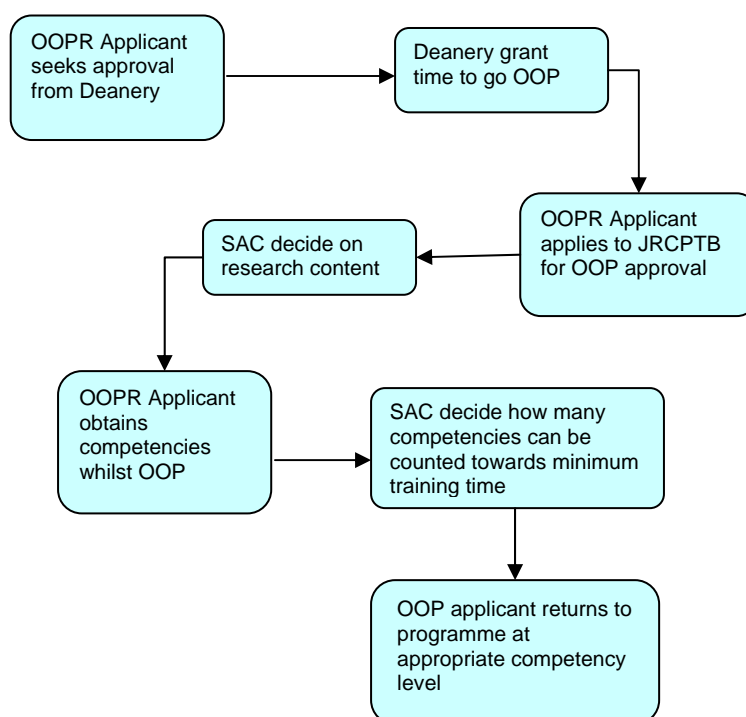 OOPR Applicant
seeks approval
from Deanery
Deanery grant
time to go OOP
OOPR Applicant
applies to JRCPTB
for OOP approval
SAC decide on
research content
OOPR Applicant
obtains
competencies
whilst OOP
SAC decide how many
competencies can be
counted towards minimum
training time
OOP applicant returns to
programme at
appropriate competency
level